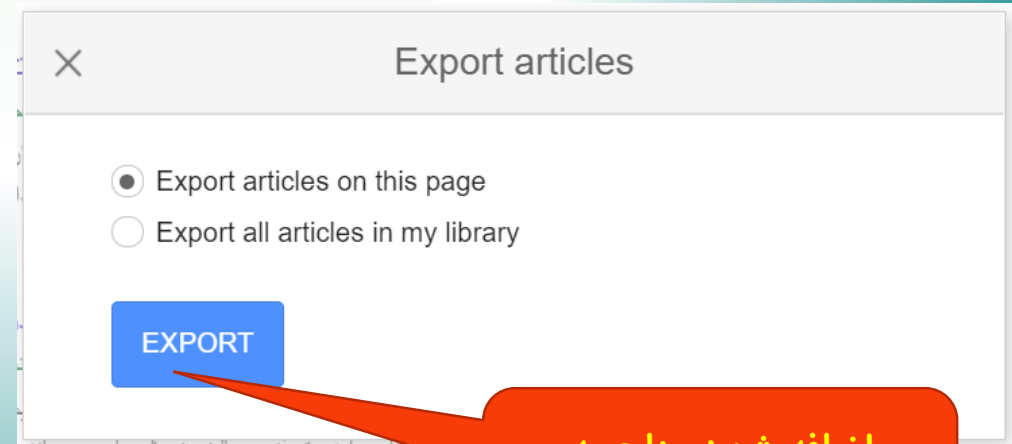 Export articles
Export articles on this page
Export all articles in my library
EXPORT